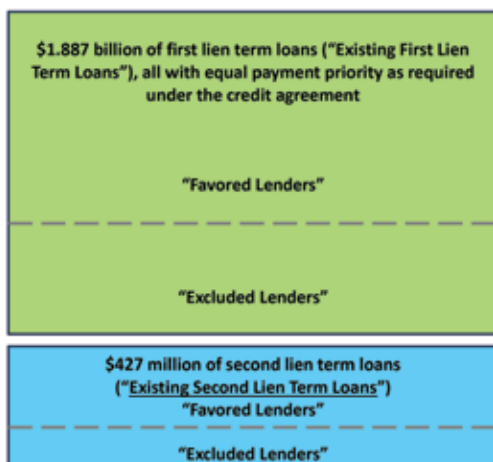 $1.887 billion of first lien term loans (“Existing First Lien
Term Loans”), all with equal payment priority as required
under the credit agreement
“Favored Lenders”
“Excluded Lenders”
$427 million of second lien term loans
(“Existing Second Lien Term Loans”)
“Favored Lenders”
“Excluded Lenders”